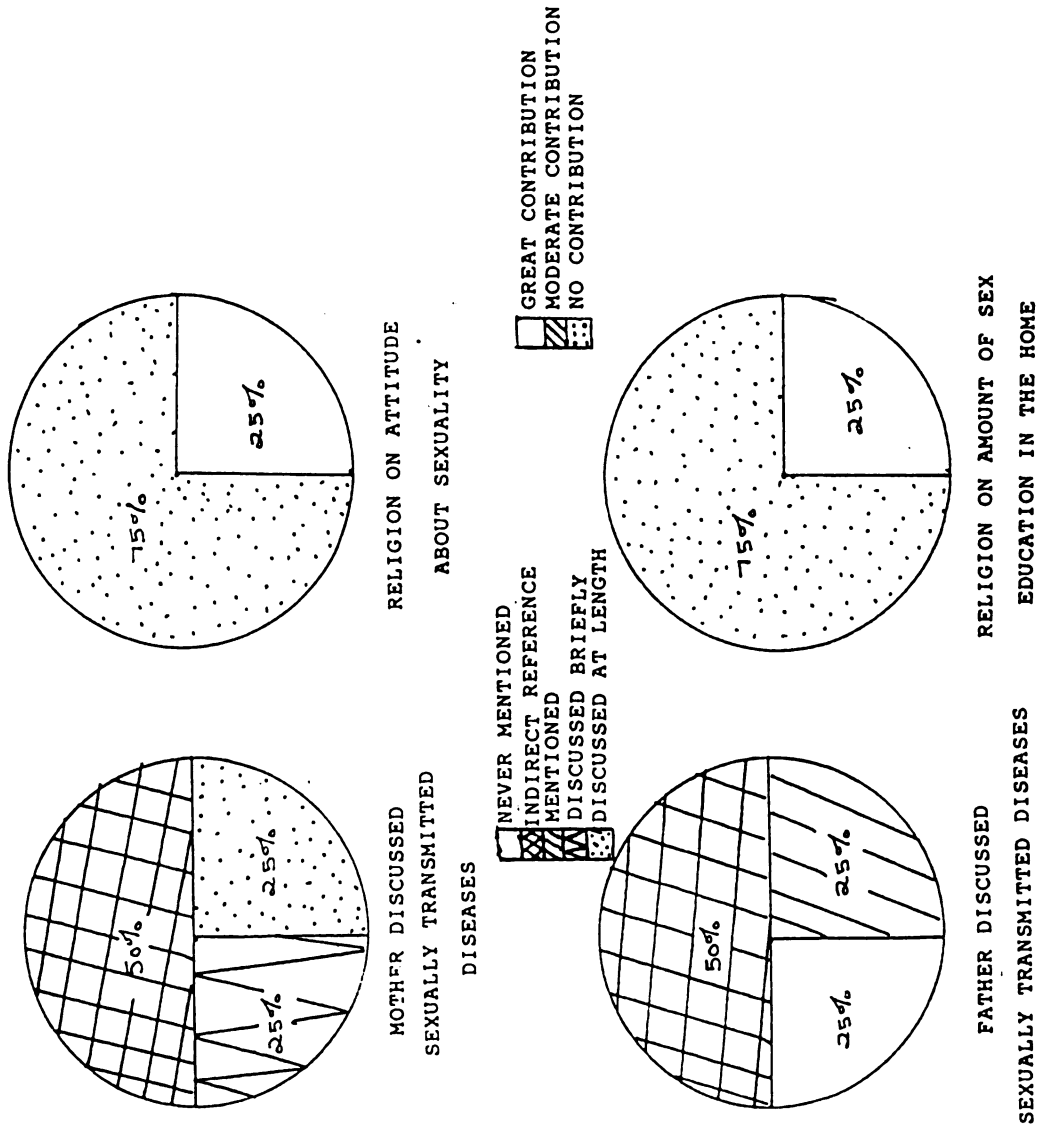 50%
25%
25%
MOTHER DISCUSSED
SEXUALLY TRANSMITTED
DISEASES
75%
25%
RELIGION ON ATTITUDE
ABOUT SEXUALITY
NEVER MENTIONED
INDIRECT REFERENCE
MENTIONED
DISCUSSED BRIEFLY
DISCUSSED AT LENGTH
GREAT CONTRIBUTION
MODERATE CONTRIBUTION
NO CONTRIBUTION
50%
25%
25%
FATHER DISCUSSED
SEXUALLY TRANSMITTED DISEASES
75%
25%
RELIGION ON AMOUNT OF SEX
EDUCATION IN THE HOME